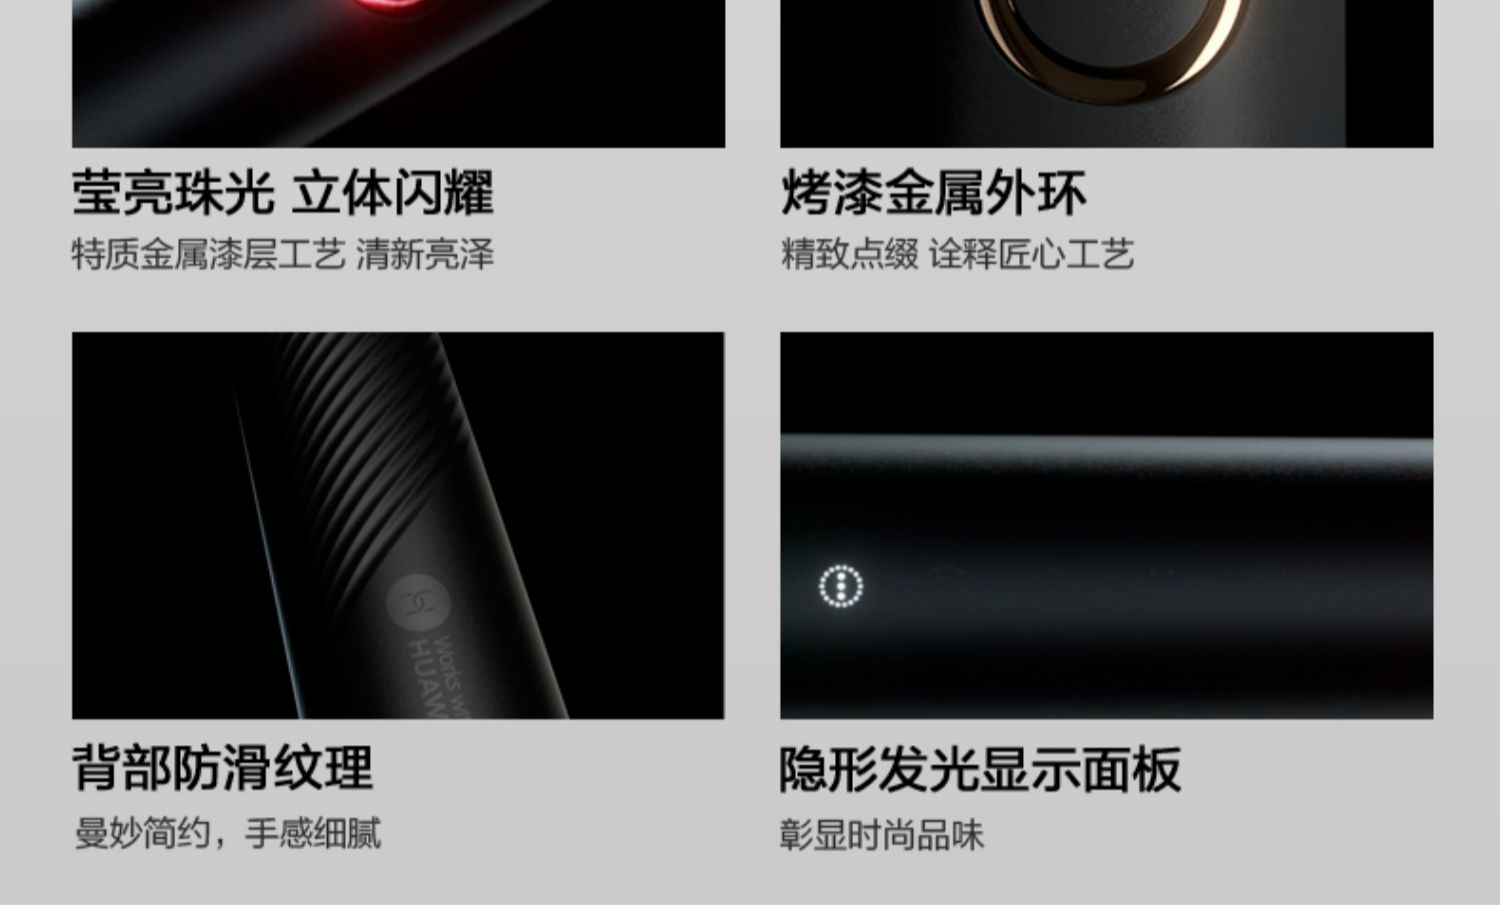 莹亮珠光 立体闪耀
特质金属漆层工艺 清新亮泽
烤漆金属外环
精致点缀 诠释匠心工艺
Works wi
HUAW
背部防滑纹理
曼妙简约，手感细腻
隐形发光显示面板
彰显时尚品味